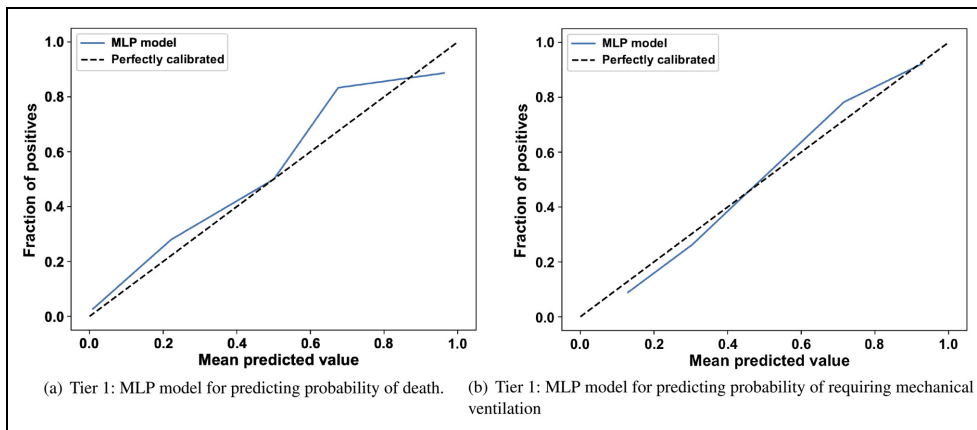 MLP model
Perfectly calibrated
1.0
0.8
0.6
0.4
0.2
0.0
Fraction of positives
0.0 0.2 0.4 0.6 0.8 1.0
Mean predicted value
(a) Tier 1: MLP model for predicting probability of death.
MLP model
Perfectly calibrated
1.0
0.8
0.6
0.4
0.2
0.0
Fraction of positives
0.0 0.2 0.4 0.6 0.8 1.0
Mean predicted value
(b) Tier 1: MLP model for predicting probability of requiring mechanical
ventilation